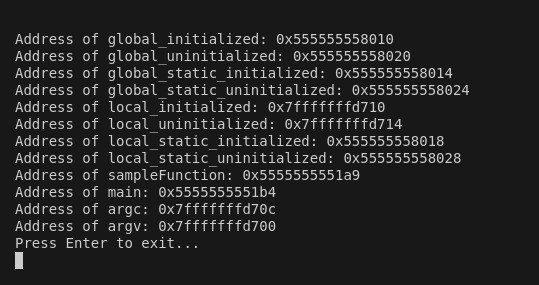 Address of global_initialized: 0x555555558010
Address of global_uninitialized: 0x555555558020
Address of global_static_initialized: 0x555555558014
Address of global_static_uninitialized: 0x555555558024
Address of local_initialized: 0x7fffffffd710
Address of local_uninitialized: 0x7fffffffd714
Address of local_static_initialized: 0x555555558018
Address of local_static_uninitialized: 0x555555558028
Address of sampleFunction: 0x5555555551a9
Address of main: 0x5555555551b4
Address of argc: 0x7fffffffd70c
Address of argv: 0x7fffffffd700
Press Enter to exit...